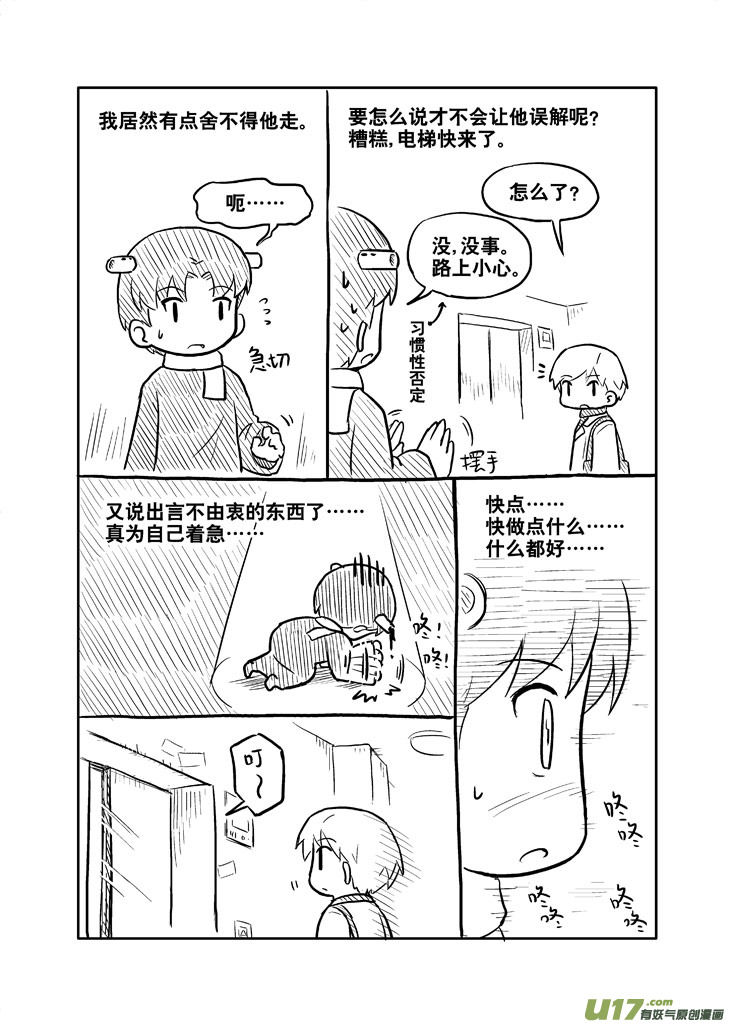 我居然有点舍不得他走。
呃……
急切
要怎么说才不会让他误解呢?
糟糕,电梯快来了。
怎么了?
没,没事。
路上小心。
习惯性否定
摆手
又说出言不由衷的东西了……
真为自己着急……
咚!
咚!
快点……
快做点什么……
什么都好……
咚
咚
咚
咚
咚
咚
叮~
U17.com
有妖气原创漫画